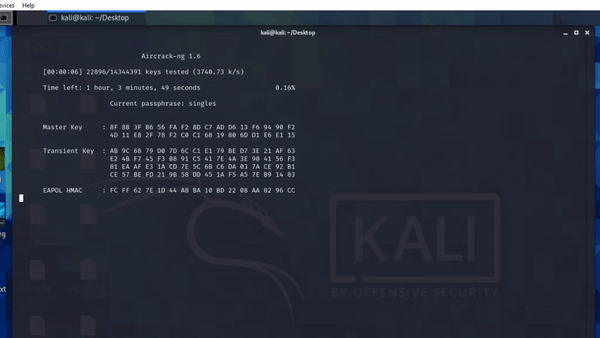 evices Help
kali@kali: ~/Desktop
kali@kali: ~/Desktop
Aircrack-ng 1.6
[00:00:06] 22896/14344391 keys tested (3740.73 k/s)
Time left: 1 hour, 3 minutes, 49 seconds 0.16%
Current passphrase: singles
Master Key : 8F 8B 3F B6 56 FA F2 8D C7 AD D6 13 F6 94 90 F2
4D 11 E8 2F 78 F2 C0 C1 68 19 80 6D D1 E6 E1 15
Transient Key : AB 9C 68 79 D0 7D 6C C1 E1 79 BE D7 3E 21 AF 63
E2 4B F7 45 F3 08 91 C5 41 7E 4A 3E 90 41 56 F3
81 EA AF E3 1A CD 7E 5C 6B C6 DA 03 7A CE 92 B1
CE 57 BE FD 21 9B 58 DD 45 1A F5 A5 7E B9 14 83
EAPOL HMAC : FC FF 62 7E 1D 44 A8 BA 10 BD 22 08 AA 82 96 CC
KALI
BY OFFENSIVE SECURITY
eg
xt